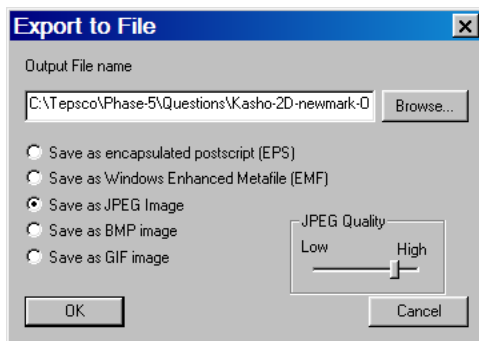 Export to File
Output File name
C:\Tepsco\Phase-5\Questions\Kasho-2D-newmark-O
Browse...
Save as encapsulated postscript (EPS)
Save as Windows Enhanced Metafile (EMF)
Save as JPEG Image
Save as BMP image
Save as GIF image
JPEG Quality
Low High
OK
Cancel